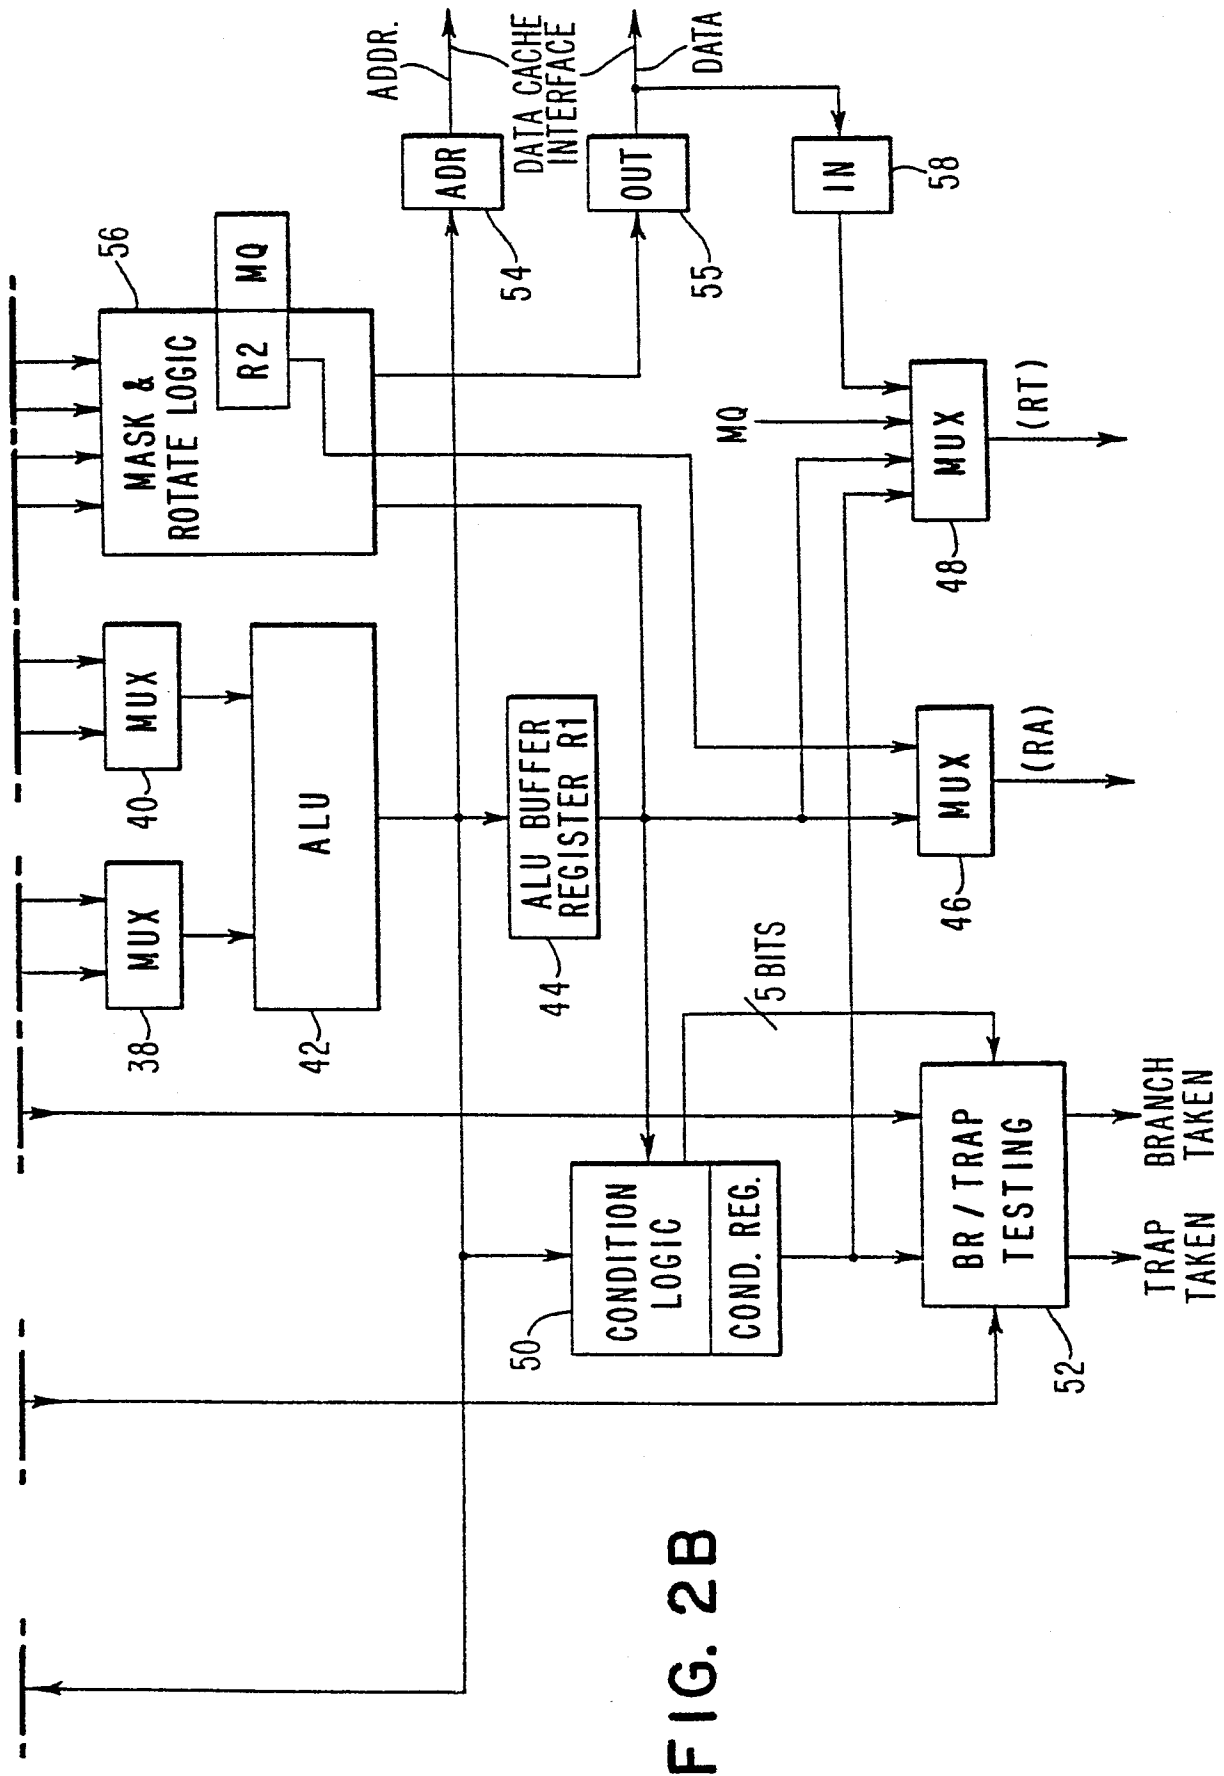 38
MUX
40
MUX
56
MASK &
ROTATE LOGIC
R2
MQ
42
ALU
ADDR.
ADR
54
DATA CACHE
INTERFACE
44
ALU BUFFER
REGISTER R1
OUT
55
DATA
50
CONDITION
LOGIC
COND. REG.
5 BITS
MQ
IN
58
BR / TRAP
TESTING
52
46
MUX
(RA)
48
MUX
(RT)
TRAP
TAKEN
BRANCH
TAKEN
FIG. 2B